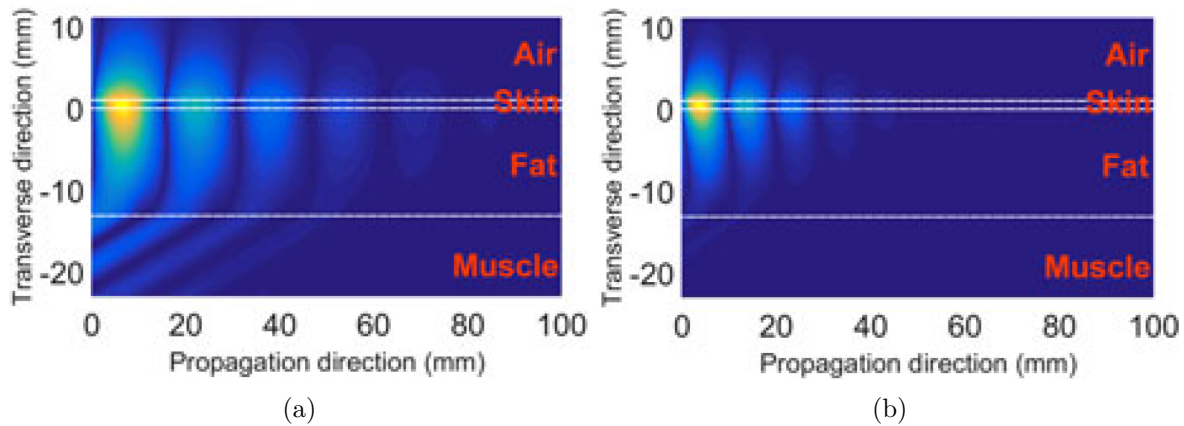 10
0
-10
-20
Transverse direction (mm)
Air
Skin
Fat
Muscle
0 20 40 60 80 100
Propagation direction (mm)
(a)
10
0
-10
-20
Transverse direction (mm)
Air
Skin
Fat
Muscle
0 20 40 60 80 100
Propagation direction (mm)
(b)